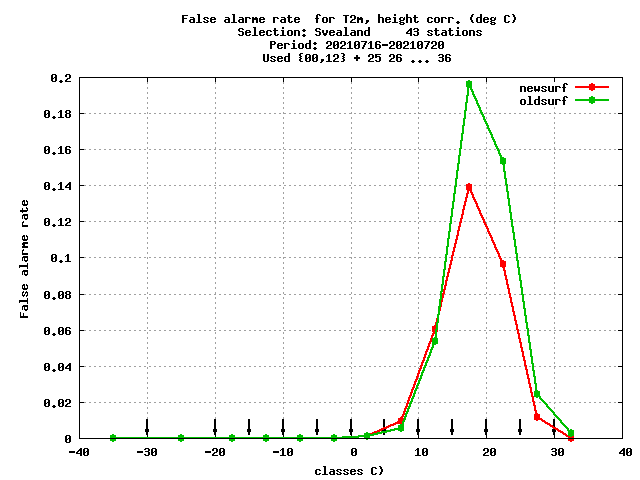 False alarme rate  for T2m, height corr. (deg C)
Selection: Svealand     43 stations
Period: 20210716-20210720
Used {00,12} + 25 26 ... 36
newsurf
oldsurf
False alarme rate
0.2
0.18
0.16
0.14
0.12
0.1
0.08
0.06
0.04
0.02
0
-40 -30 -20 -10 0 10 20 30 40
classes C)